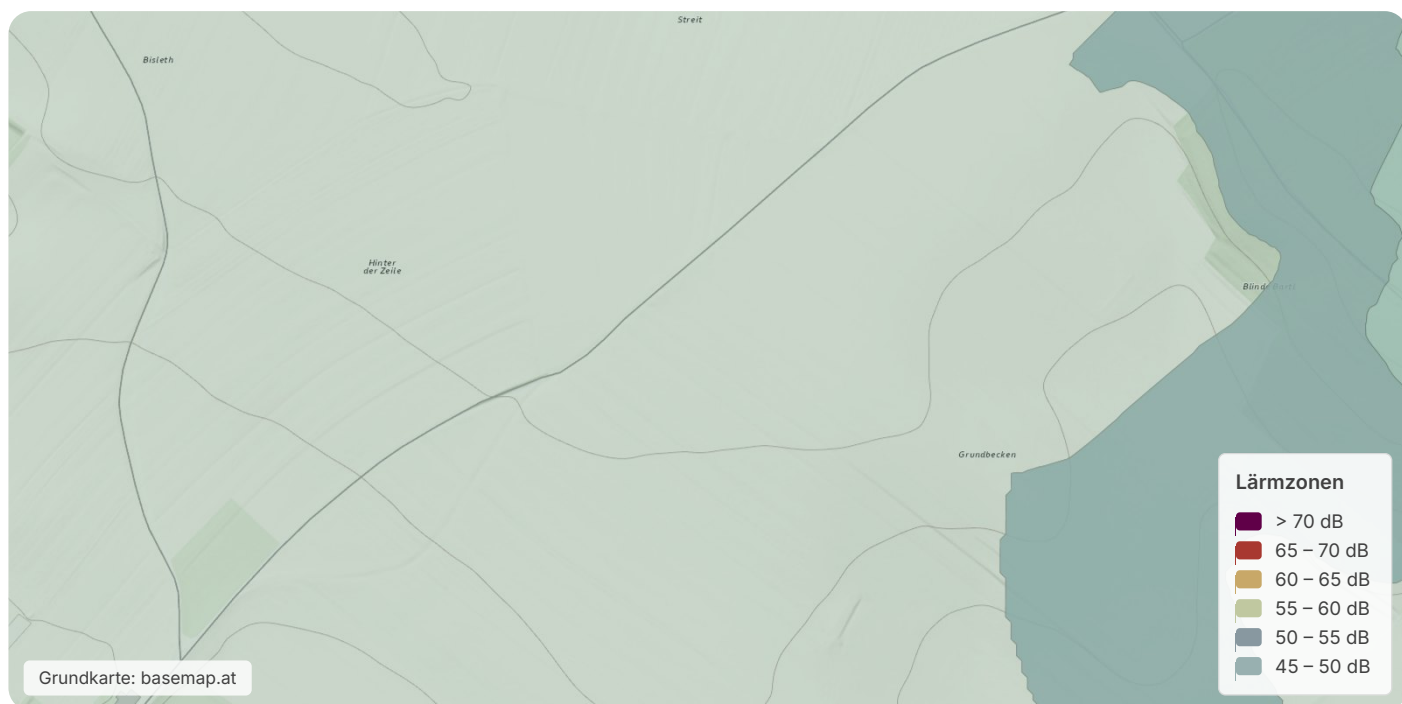 Streit
Bisleth
Hinter
der Zeile
Grundbecken
Lärmzonen
> 70 dB
65 – 70 dB
60 – 65 dB
55 – 60 dB
50 – 55 dB
45 – 50 dB
Grundkarte: basemap.at